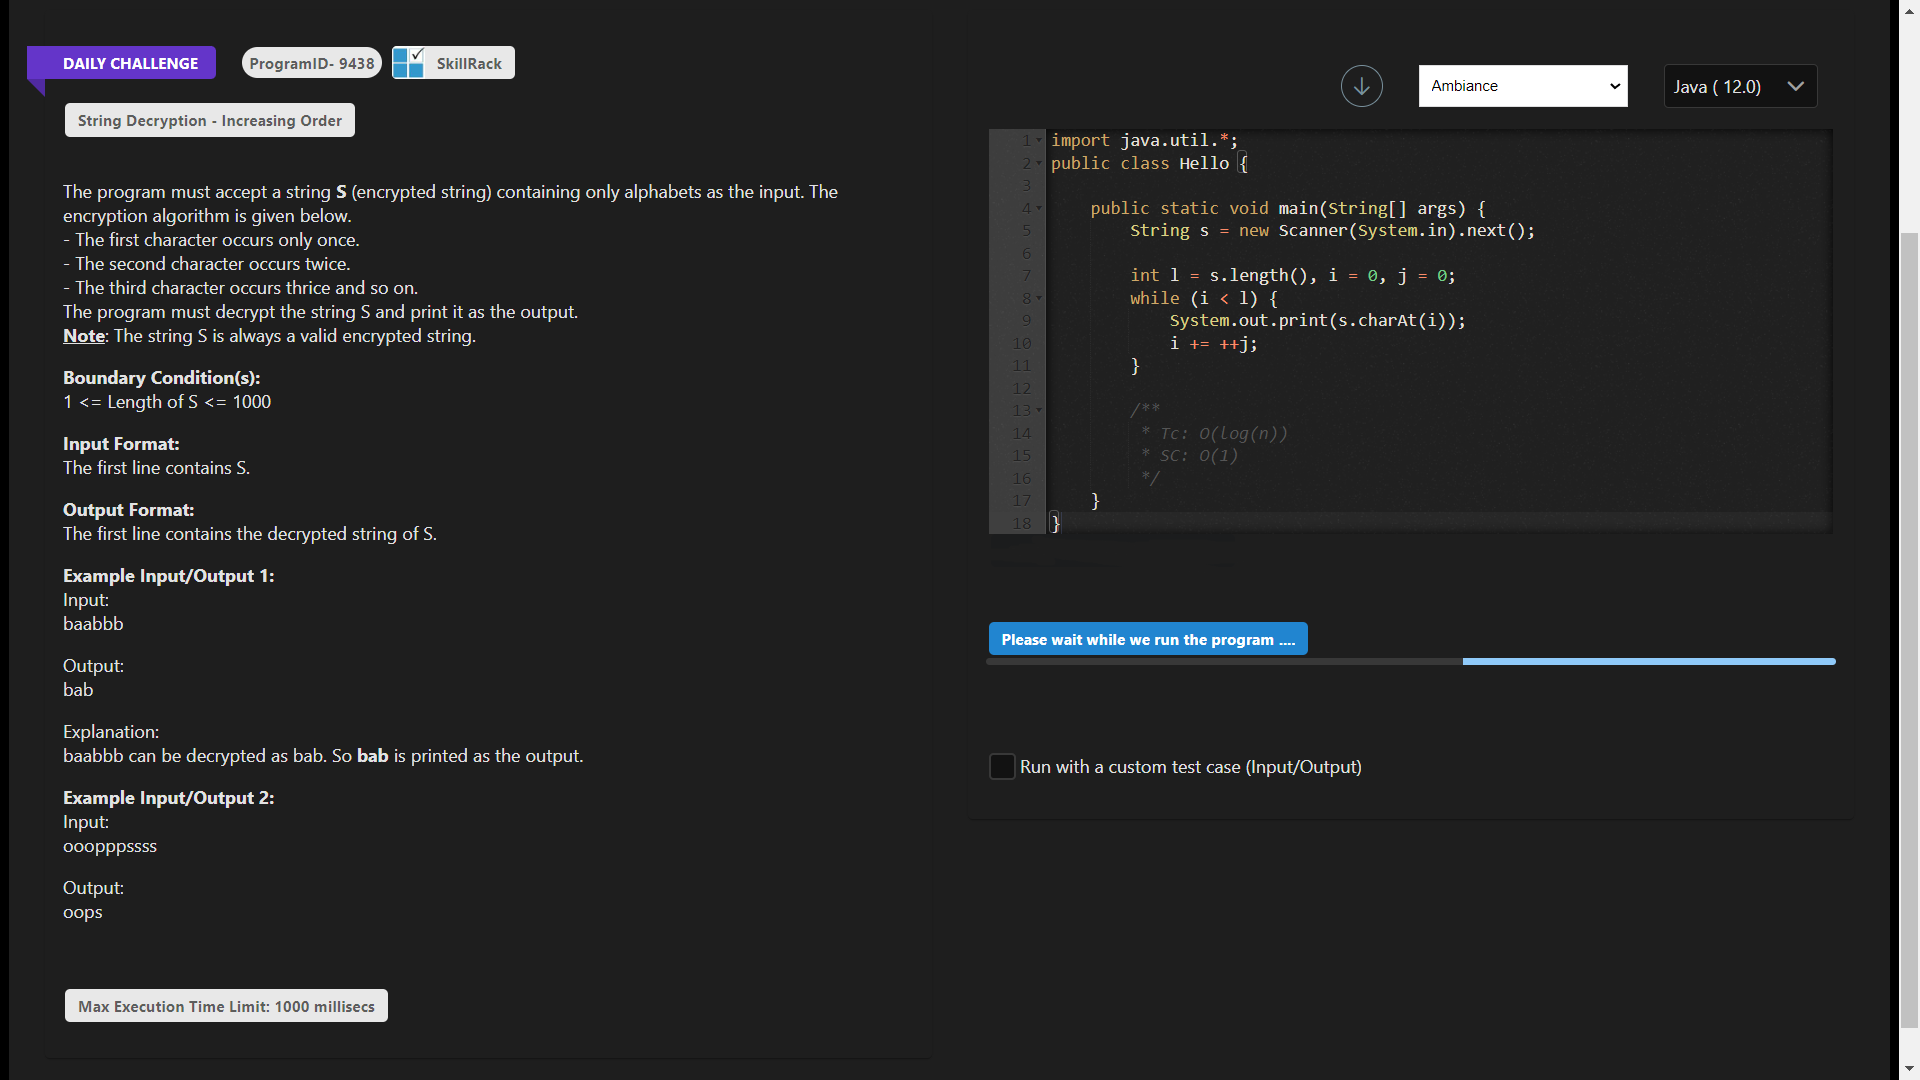 DAILY CHALLENGE
ProgramID- 9438
SkillRack
String Decryption - Increasing Order
The program must accept a string S (encrypted string) containing only alphabets as the input. The
encryption algorithm is given below.
- The first character occurs only once.
- The second character occurs twice.
- The third character occurs thrice and so on.
The program must decrypt the string S and print it as the output.
Note: The string S is always a valid encrypted string.
Boundary Condition(s):
1 <= Length of S <= 1000
Input Format:
The first line contains S.
Output Format:
The first line contains the decrypted string of S.
Example Input/Output 1:
Input:
baabbb
Output:
bab
Explanation:
baabbb can be decrypted as bab. So bab is printed as the output.
Example Input/Output 2:
Input:
ooopppssss
Output:
oops
Max Execution Time Limit: 1000 millisecs
Ambiance
Java ( 12.0)
1 import java.util.*;
2 public class Hello {
3
4 public static void main(String[] args) {
5 String s = new Scanner(System.in).next();
6
7 int l = s.length(), i = 0, j = 0;
8 while (i < l) {
9 System.out.print(s.charAt(i));
10 i += ++j;
11 }
12
13 /**
14 * Tc: O(log(n))
15 * SC: O(1)
16 */
17 }
18 }
Please wait while we run the program ....
Run with a custom test case (Input/Output)